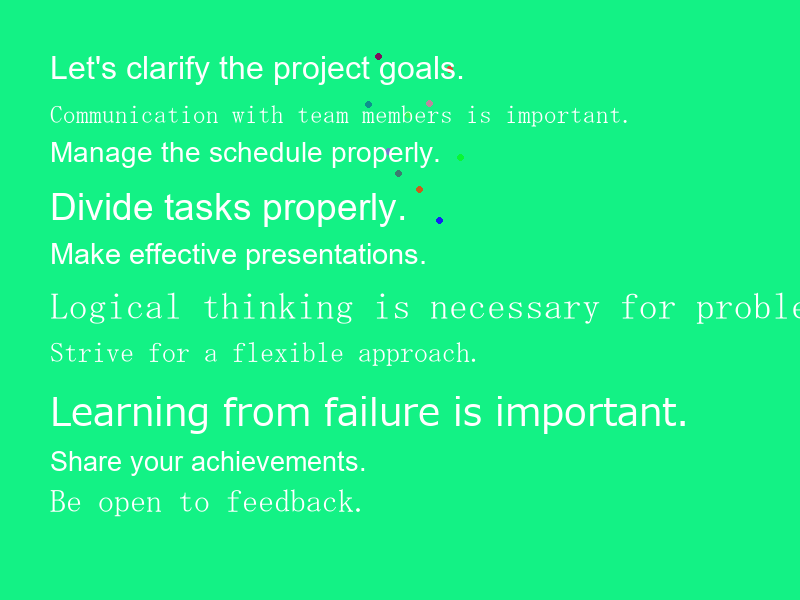 Let's clarify the project goals.
Communication with team members is important.
Manage the schedule properly.
Divide tasks properly.
Make effective presentations.
Logical thinking is necessary for
Strive for a flexible approach.
Learning from failure is important.
Share your achievements.
Be open to feedback.